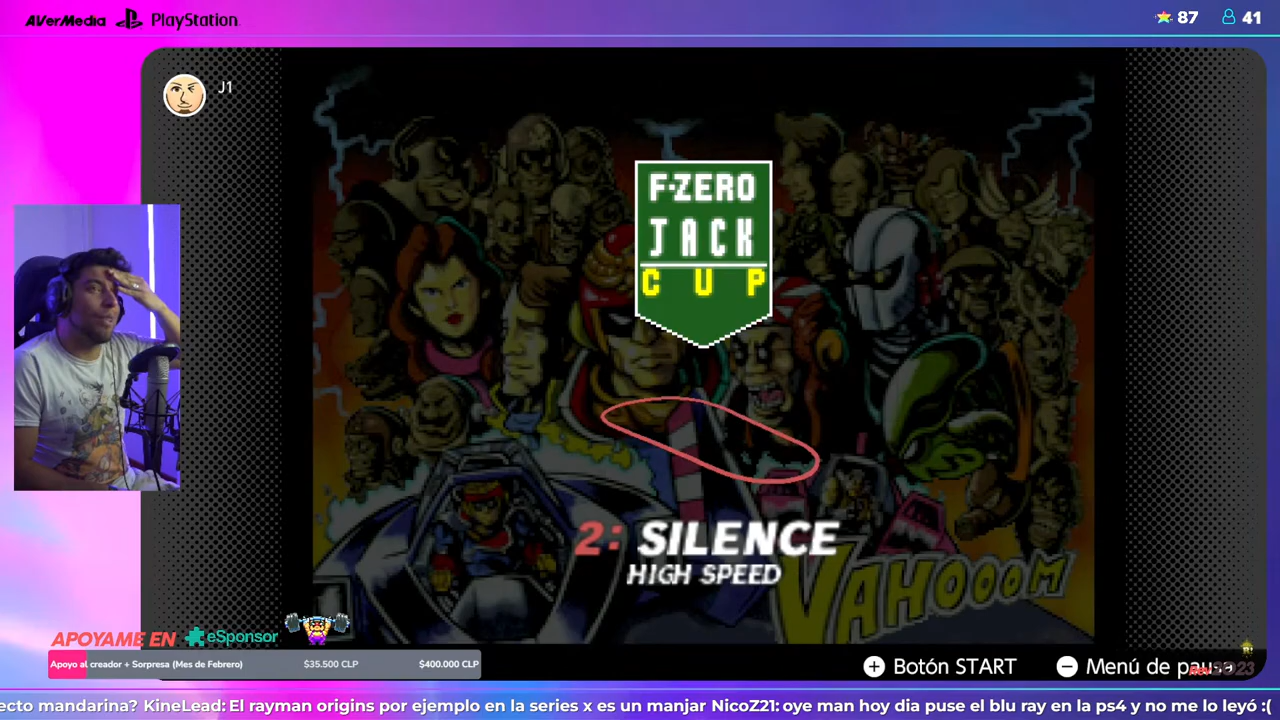 AVerMedia PlayStation
87 41
J1
F-ZERO
JACK
CUP
2: SILENCE
HIGH SPEED
VAHOOOM
APOYAME EN eSponsor
Apoyo al creador + Sorpresa (Mes de Febrero) $35.500 CLP $400.000 CLP
Botón START Menú de pausa
2023
ecto mandarina? KineLead: El rayman origins por ejemplo en la series x es un manjar NicoZ21: oye man hoy dia puse el blu ray en la ps4 y no me lo leyó :(